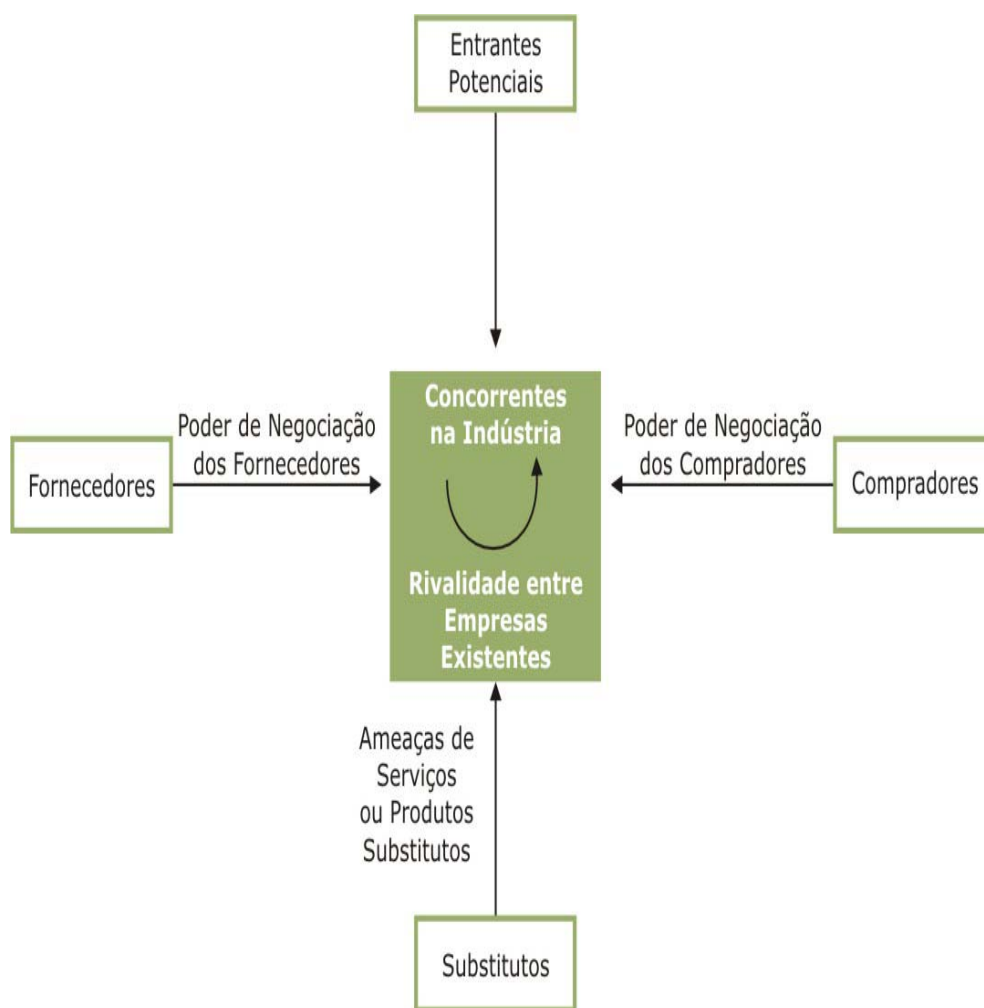 Entrantes
Potenciais
Concorrentes
na Indústria
Poder de Negociação
dos Fornecedores
Poder de Negociação
dos Compradores
Fornecedores
Compradores
Rivalidade entre
Empresas
Existentes
Ameaças de
Serviços
ou Produtos
Substitutos
Substitutos